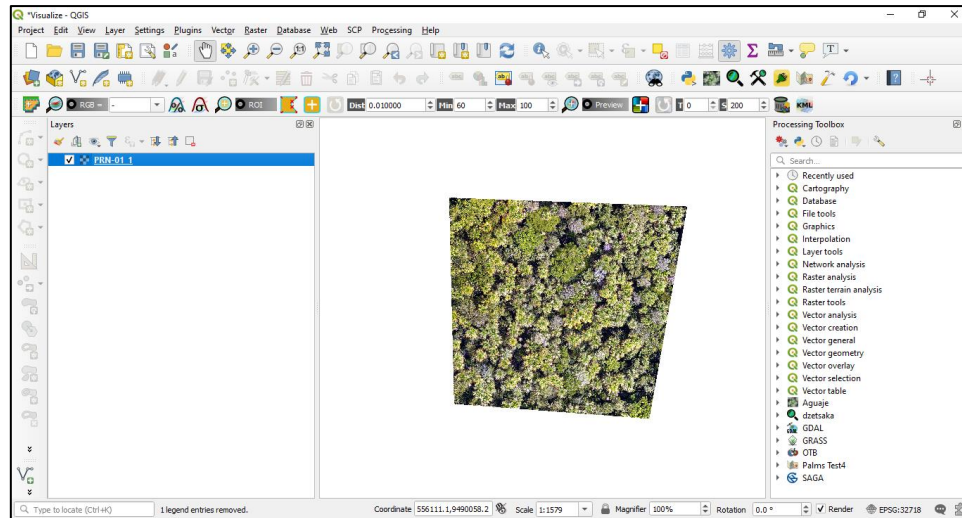 *Visualize - QGIS
Project Edit View Layer Settings Plugins Vector Raster Database Web SCP Processing Help
RGB = - ROI Dist 0.010000 Min 60 Max 100 Preview T 0 S 200 KML
Layers
PRN-01_1
Processing Toolbox
Search...
Recently used
Cartography
Database
File tools
Graphics
Interpolation
Layer tools
Network analysis
Raster analysis
Raster terrain analysis
Raster tools
Vector analysis
Vector creation
Vector general
Vector geometry
Vector overlay
Vector selection
Vector table
Aguaje
dzetsaka
GDAL
GRASS
OTB
Palms Test4
SAGA
Type to locate (Ctrl+K) 1 legend entries removed. Coordinate 556111.1,9490058.2 Scale 1:1579 Magnifier 100% Rotation 0.0 ° Render EPSG:32718